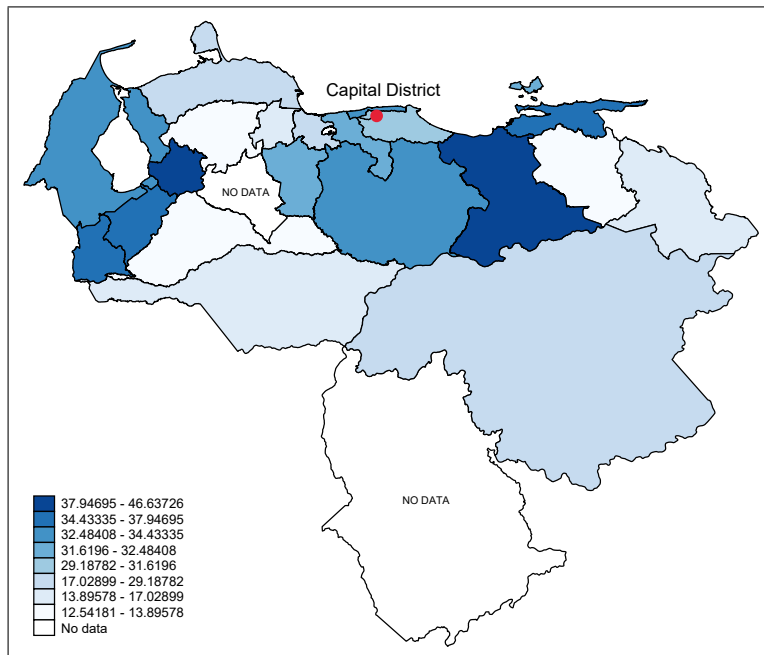 Capital District
NO DATA
NO DATA
37.94695 - 46.63726
34.43335 - 37.94695
32.48408 - 34.43335
31.6196 - 32.48408
29.18782 - 31.6196
17.02899 - 29.18782
13.89578 - 17.02899
12.54181 - 13.89578
No data